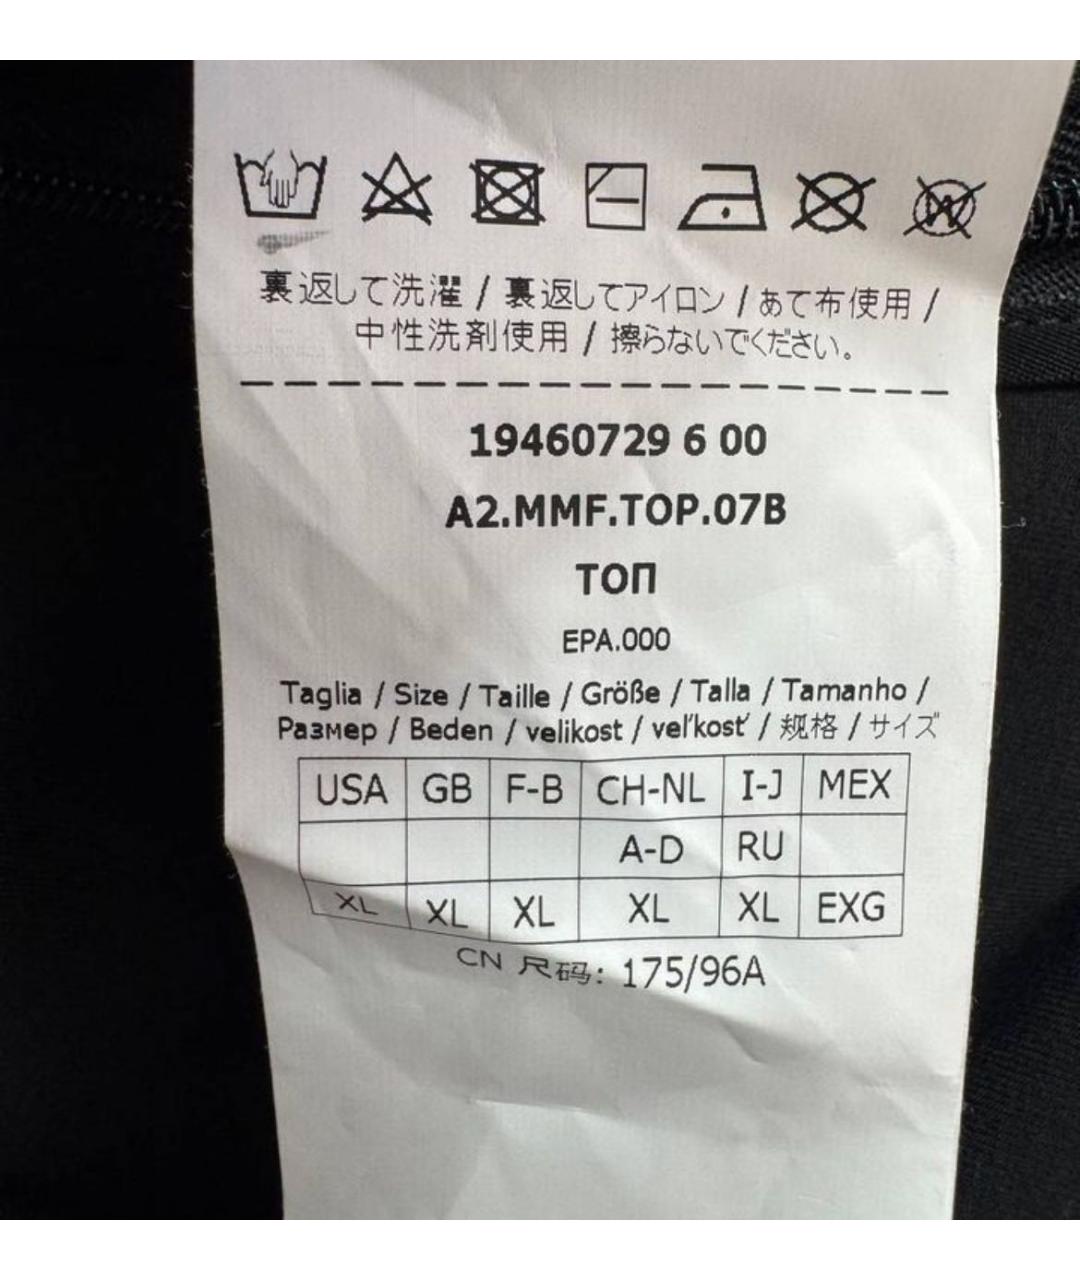 裏返して洗濯 / 裏返してアイロン / あて布使用 /
中性洗剤使用 / 擦らないでください。
19460729 6 00
A2.MMF.TOP.07B
ТОП
EPA.000
Taglia / Size / Taille / Größe / Talla / Tamanho /
Размер / Beden / velikost / veľkosť / 规格 / サイズ
USA GB F-B CH-NL I-J MEX
A-D RU
XL XL XL XL XL EXG
CN 尺码: 175/96A